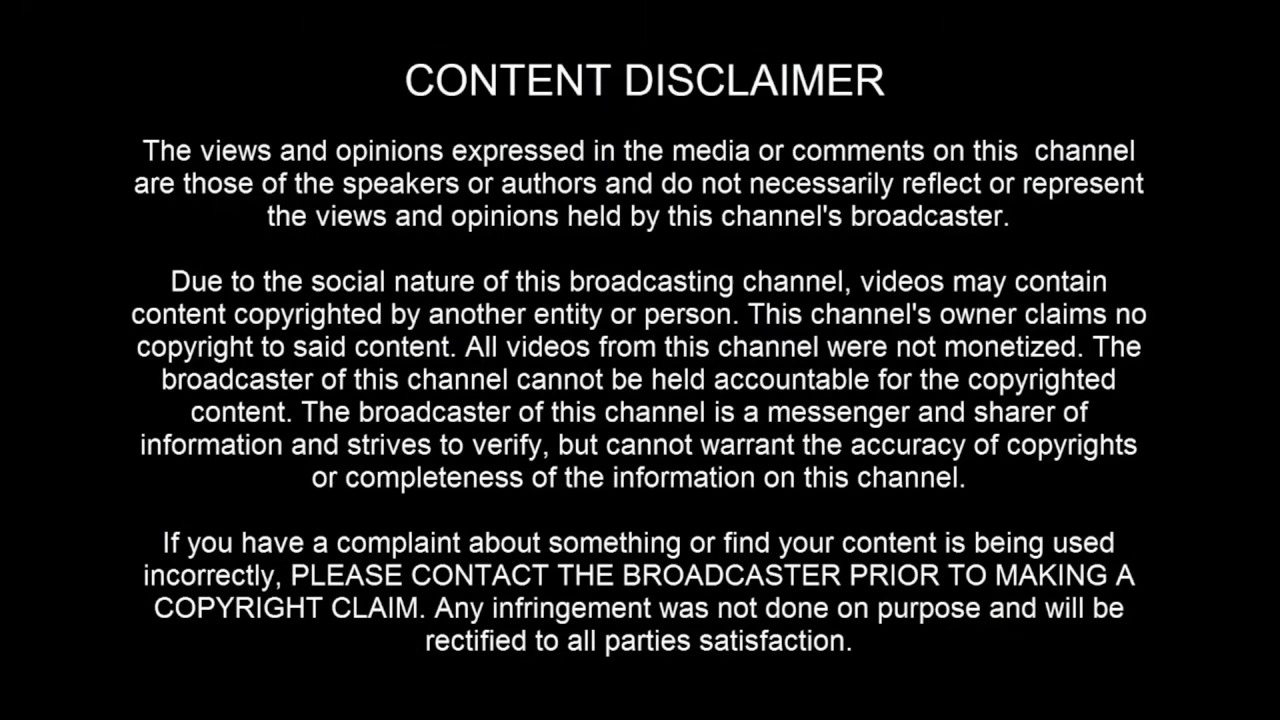 CONTENT DISCLAIMER
The views and opinions expressed in the media or comments on this  channel
are those of the speakers or authors and do not necessarily reflect or represent
the views and opinions held by this channel's broadcaster.
Due to the social nature of this broadcasting channel, videos may contain
content copyrighted by another entity or person. This channel's owner claims no
copyright to said content. All videos from this channel were not monetized. The
broadcaster of this channel cannot be held accountable for the copyrighted
content. The broadcaster of this channel is a messenger and sharer of
information and strives to verify, but cannot warrant the accuracy of copyrights
or completeness of the information on this channel.
If you have a complaint about something or find your content is being used
incorrectly, PLEASE CONTACT THE BROADCASTER PRIOR TO MAKING A
COPYRIGHT CLAIM. Any infringement was not done on purpose and will be
rectified to all parties satisfaction.